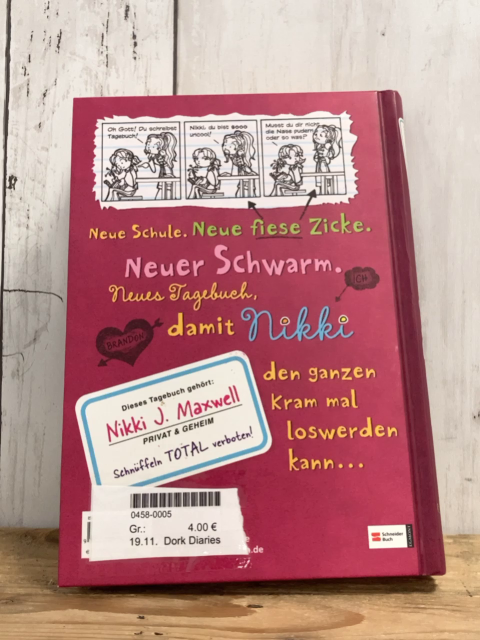 Oh Gott! Du schreibst
Tagebuch!
Nikki, du bist sooo
uncool!
Musst du dir nicht
die Nase pudern
oder so was!?
Neue Schule. Neue fiese Zicke.
Neuer Schwarm.
Neues Tagebuch,
damit Nikki
BRANDON
den ganzen
Kram mal
loswerden
kann...
Dieses Tagebuch gehört:
Nikki J. Maxwell
PRIVAT & GEHEIM
Schnüffeln TOTAL verboten!
0458-0005
Gr.: 4.00 €
19.11. Dork Diaries
.de
Schneider
Buch
EGMONT